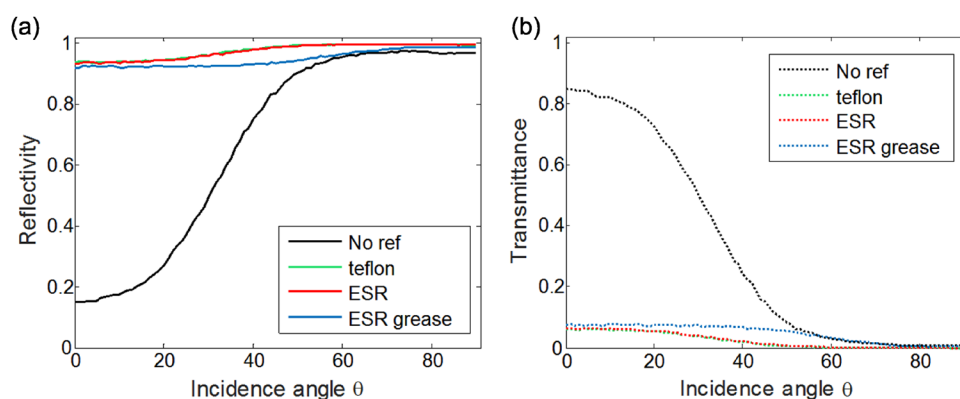 (a)
1
0.8
0.6
0.4
0.2
0
Reflectivity
No ref
teflon
ESR
ESR grease
0 20 40 60 80
Incidence angle θ
(b)
1
0.8
0.6
0.4
0.2
0
Transmittance
No ref
teflon
ESR
ESR grease
0 20 40 60 80
Incidence angle θ